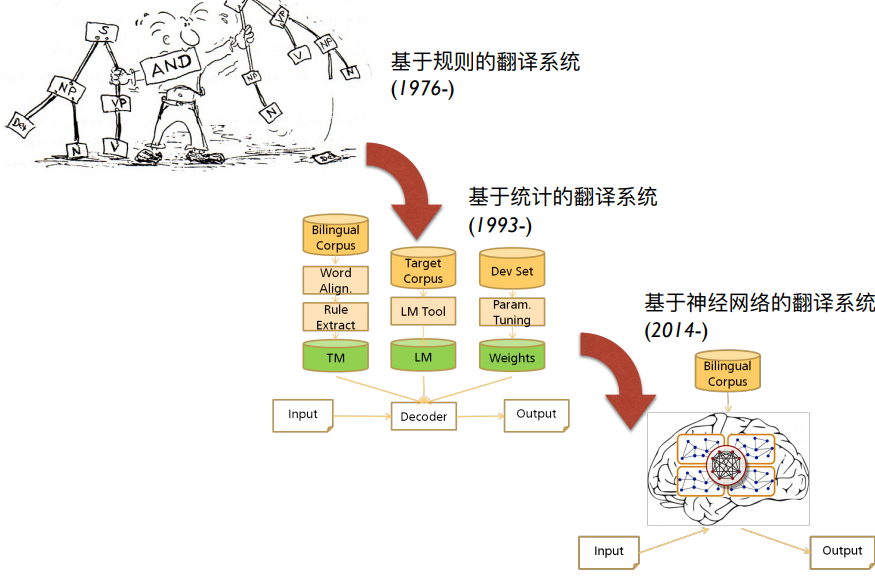 S
NP
VP
Det
N
V
AND
VP
V
NP
N
NP
N
基于规则的翻译系统
(1976-)
基于统计的翻译系统
(1993-)
Bilingual
Corpus
Word
Align.
Rule
Extract
TM
Target
Corpus
LM Tool
LM
Dev Set
Param.
Tuning
Weights
Input
Decoder
Output
基于神经网络的翻译系统
(2014-)
Bilingual
Corpus
Input
Output